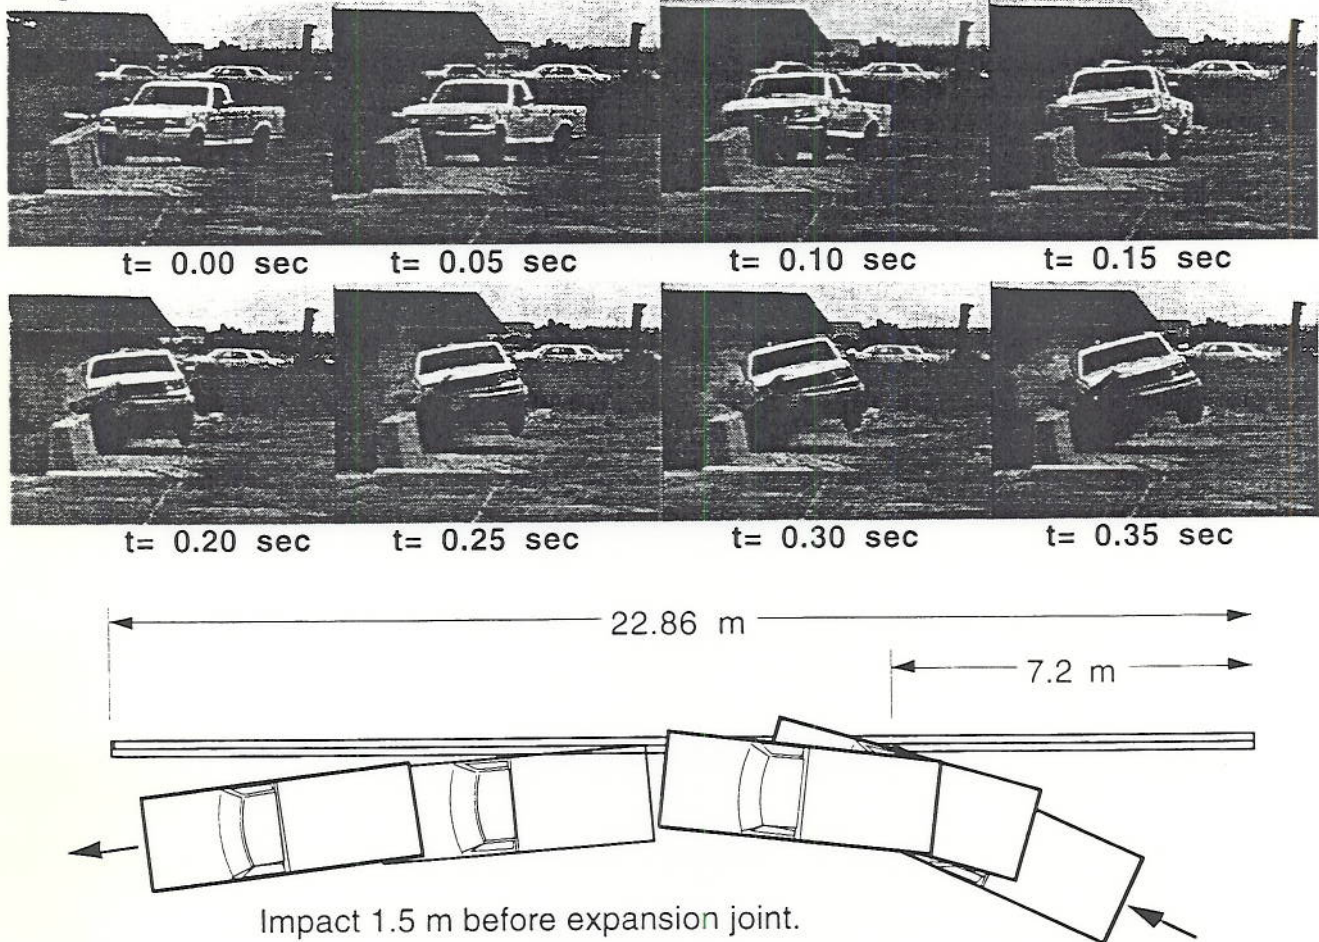 t= 0.00 sec t= 0.05 sec t= 0.10 sec t= 0.15 sec
t= 0.20 sec t= 0.25 sec t= 0.30 sec t= 0.35 sec
22.86 m
7.2 m
Impact 1.5 m before expansion joint.